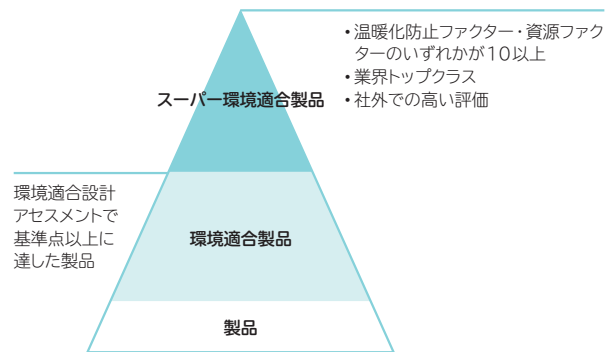 ・温暖化防止ファクター・資源ファク
ターのいずれかが10以上
・業界トップクラス
・社外での高い評価
スーパー環境適合製品
環境適合設計
アセスメントで
基準点以上に
達した製品
環境適合製品
製品